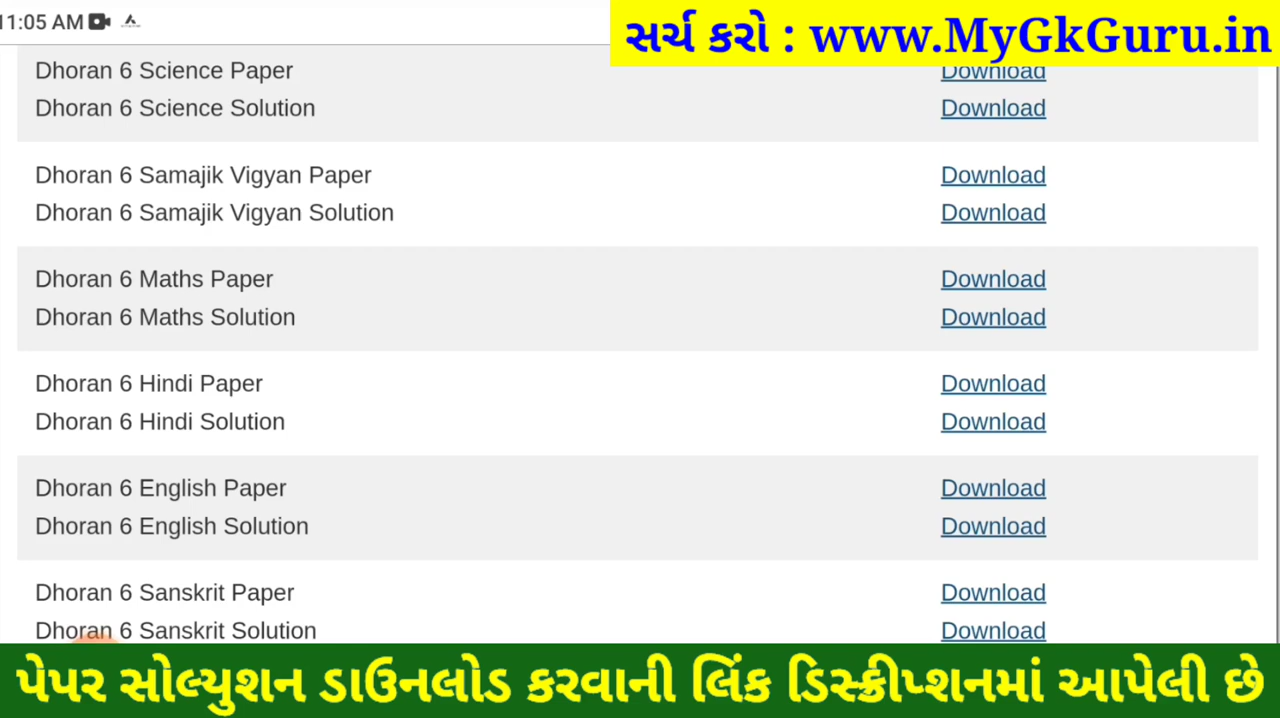 11:05 AM
સર્ચ કરો : www.MyGkGuru.in
Dhoran 6 Science Paper Download
Dhoran 6 Science Solution Download
Dhoran 6 Samajik Vigyan Paper Download
Dhoran 6 Samajik Vigyan Solution Download
Dhoran 6 Maths Paper Download
Dhoran 6 Maths Solution Download
Dhoran 6 Hindi Paper Download
Dhoran 6 Hindi Solution Download
Dhoran 6 English Paper Download
Dhoran 6 English Solution Download
Dhoran 6 Sanskrit Paper Download
Dhoran 6 Sanskrit Solution Download
પેપર સોલ્યુશન ડાઉનલોડ કરવાની લિંક ડિસ્ક્રીપ્શનમાં આપેલી છે